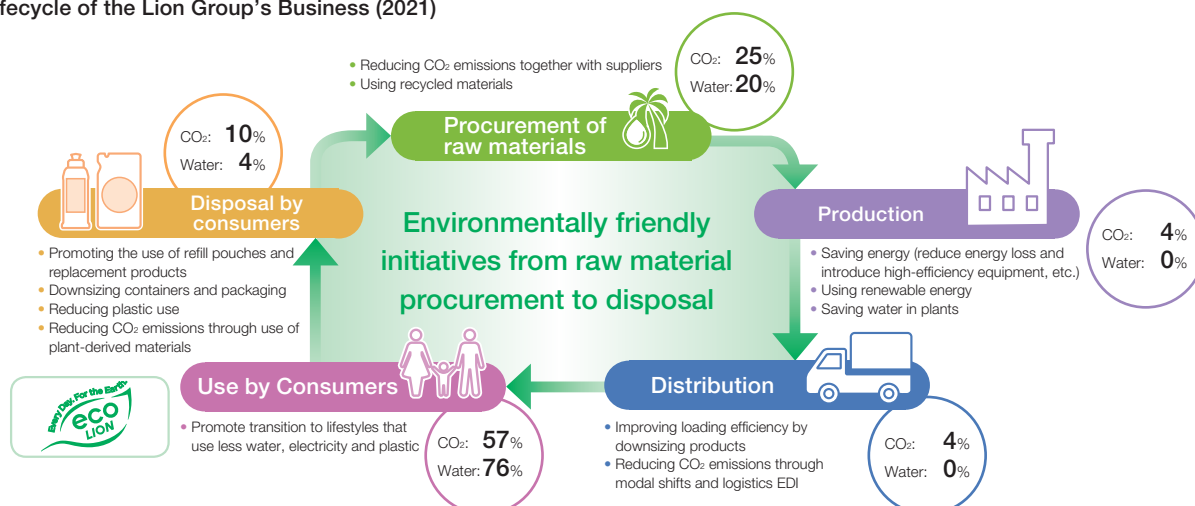 fecycle of the Lion Group's Business (2021)
• Reducing CO₂ emissions together with suppliers
• Using recycled materials
CO₂: 25%
Water: 20%
Procurement of
raw materials
CO₂: 10%
Water: 4%
Disposal by
consumers
• Promoting the use of refill pouches and
replacement products
• Downsizing containers and packaging
• Reducing plastic use
• Reducing CO₂ emissions through use of
plant-derived materials
Environmentally friendly
initiatives from raw material
procurement to disposal
Production
CO₂: 4%
Water: 0%
• Saving energy (reduce energy loss and
introduce high-efficiency equipment, etc.)
• Using renewable energy
• Saving water in plants
Every Day. For the Earth.
eco
LION
Use by Consumers
• Promote transition to lifestyles that
use less water, electricity and plastic
CO₂: 57%
Water: 76%
Distribution
• Improving loading efficiency by
downsizing products
• Reducing CO₂ emissions through
modal shifts and logistics EDI
CO₂: 4%
Water: 0%